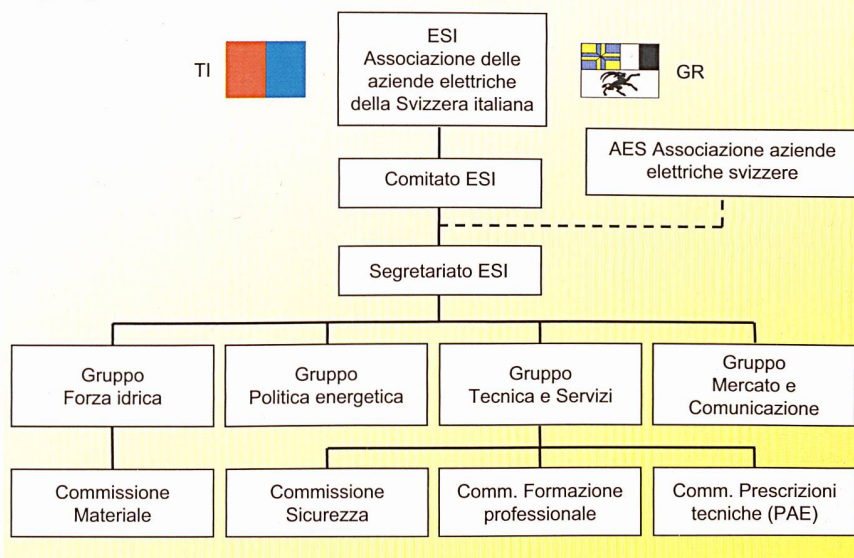 TI
ESI
Associazione delle
aziende elettriche
della Svizzera italiana
GR
AES Associazione aziende
elettriche svizzere
Comitato ESI
Segretariato ESI
Gruppo
Forza idrica
Gruppo
Politica energetica
Gruppo
Tecnica e Servizi
Gruppo
Mercato e
Comunicazione
Commissione
Materiale
Commissione
Sicurezza
Comm. Formazione
professionale
Comm. Prescrizioni
tecniche (PAE)